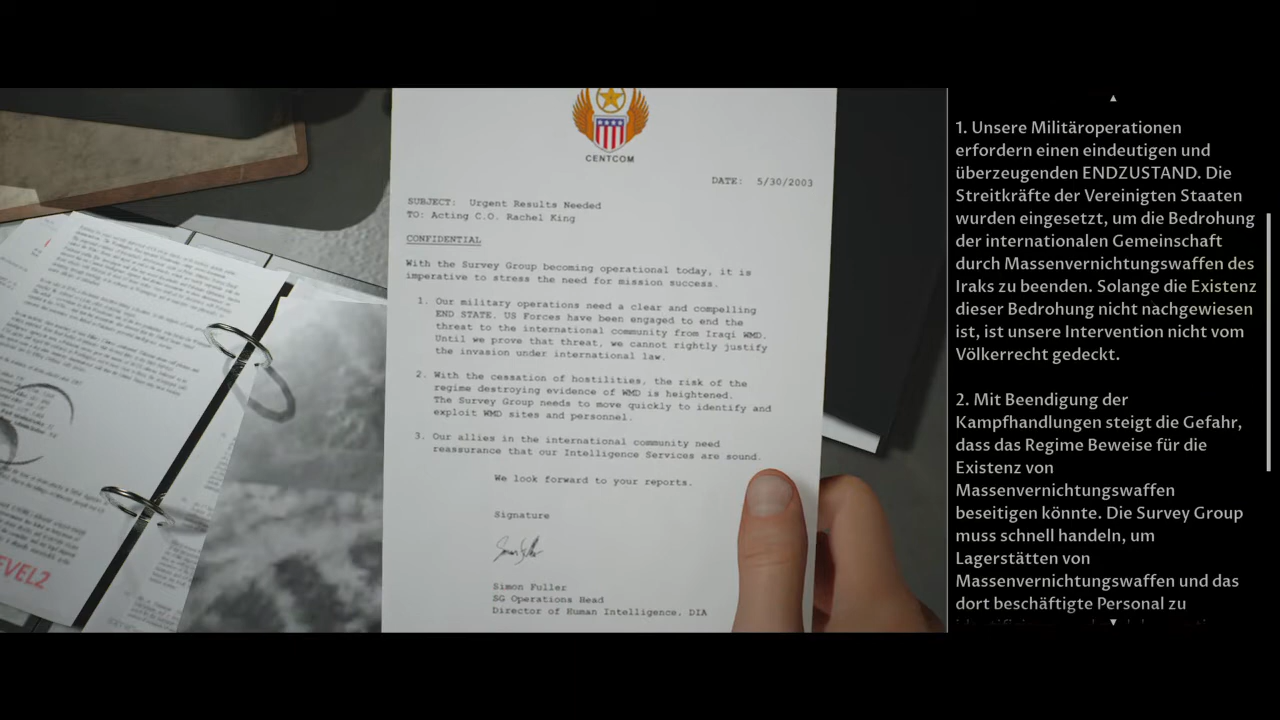 CENTCOM
DATE: 5/30/2003
SUBJECT: Urgent Results Needed
TO: Acting C.O. Rachel King
CONFIDENTIAL
With the Survey Group becoming operational today, it is
imperative to stress the need for mission success.
1. Our military operations need a clear and compelling
END STATE. US Forces have been engaged to end the
threat to the international community from Iraqi WMD.
Until we prove that threat, we cannot rightly justify
the invasion under international law.
2. With the cessation of hostilities, the risk of the
regime destroying evidence of WMD is heightened.
The Survey Group needs to move quickly to identify and
exploit WMD sites and personnel.
3. Our allies in the international community need
reassurance that our Intelligence Services are sound.
We look forward to your reports.
Signature
Simon Fuller
SG Operations Head
Director of Human Intelligence, DIA
EVEL2
1. Unsere Militäroperationen
erfordern einen eindeutigen und
überzeugenden ENDZUSTAND. Die
Streitkräfte der Vereinigten Staaten
wurden eingesetzt, um die Bedrohung
der internationalen Gemeinschaft
durch Massenvernichtungswaffen des
Iraks zu beenden. Solange die Existenz
dieser Bedrohung nicht nachgewiesen
ist, ist unsere Intervention nicht vom
Völkerrecht gedeckt.
2. Mit Beendigung der
Kampfhandlungen steigt die Gefahr,
dass das Regime Beweise für die
Existenz von
Massenvernichtungswaffen
beseitigen könnte. Die Survey Group
muss schnell handeln, um
Lagerstätten von
Massenvernichtungswaffen und das
dort beschäftigte Personal zu